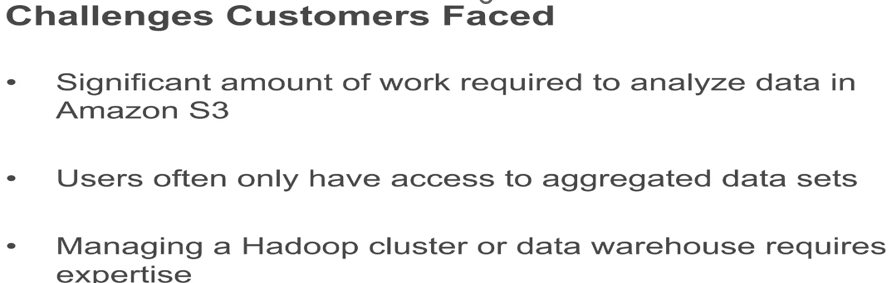 Challenges Customers Faced
• Significant amount of work required to analyze data in
Amazon S3
• Users often only have access to aggregated data sets
• Managing a Hadoop cluster or data warehouse requires
expertise